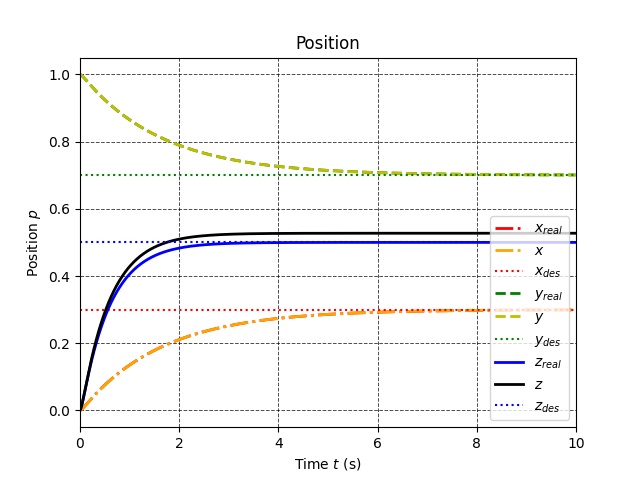 Position
1.0
0.8
0.6
0.4
0.2
0.0
Position p
0 2 4 6 8 10
Time t (s)
x_real
x
x_des
y_real
y
y_des
z_real
z
z_des